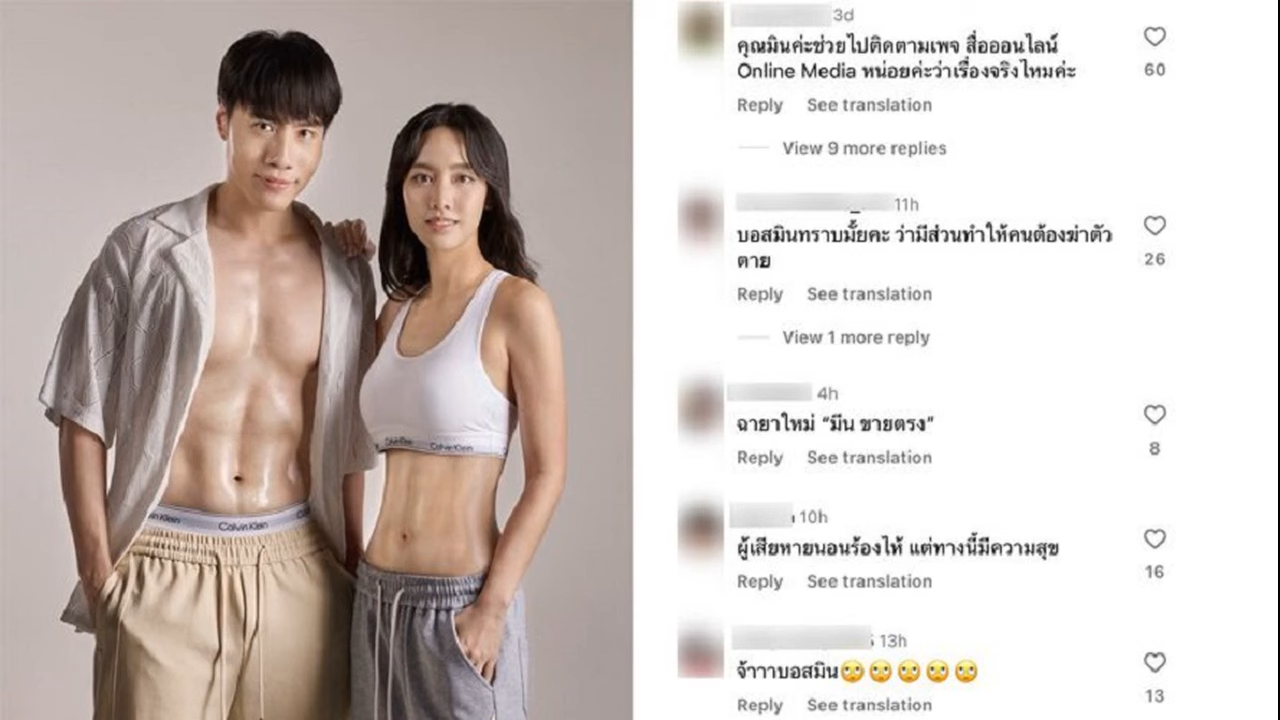 3d
คุณมินค่ะช่วยไปติดตามเพจ สื่อออนไลน์
Online Media หน่อยค่ะว่าเรื่องจริงไหมค่ะ
60
Reply See translation
View 9 more replies
11h
บอสมินทราบมั้ยคะ ว่ามีส่วนทำให้คนต้องฆ่าตัว
ตาย
26
Reply See translation
View 1 more reply
4h
ฉายาใหม่ “มีน ขายตรง”
8
Reply See translation
10h
ผู้เสียหายนอนร้องไห้ แต่ทางนี้มีความสุข
16
Reply See translation
13h
จ้าาาบอสมิน🙄🙄🙄🙄🙄
13
Reply See translation
Calvin Klein
Calvin Klein
Calvin Klein